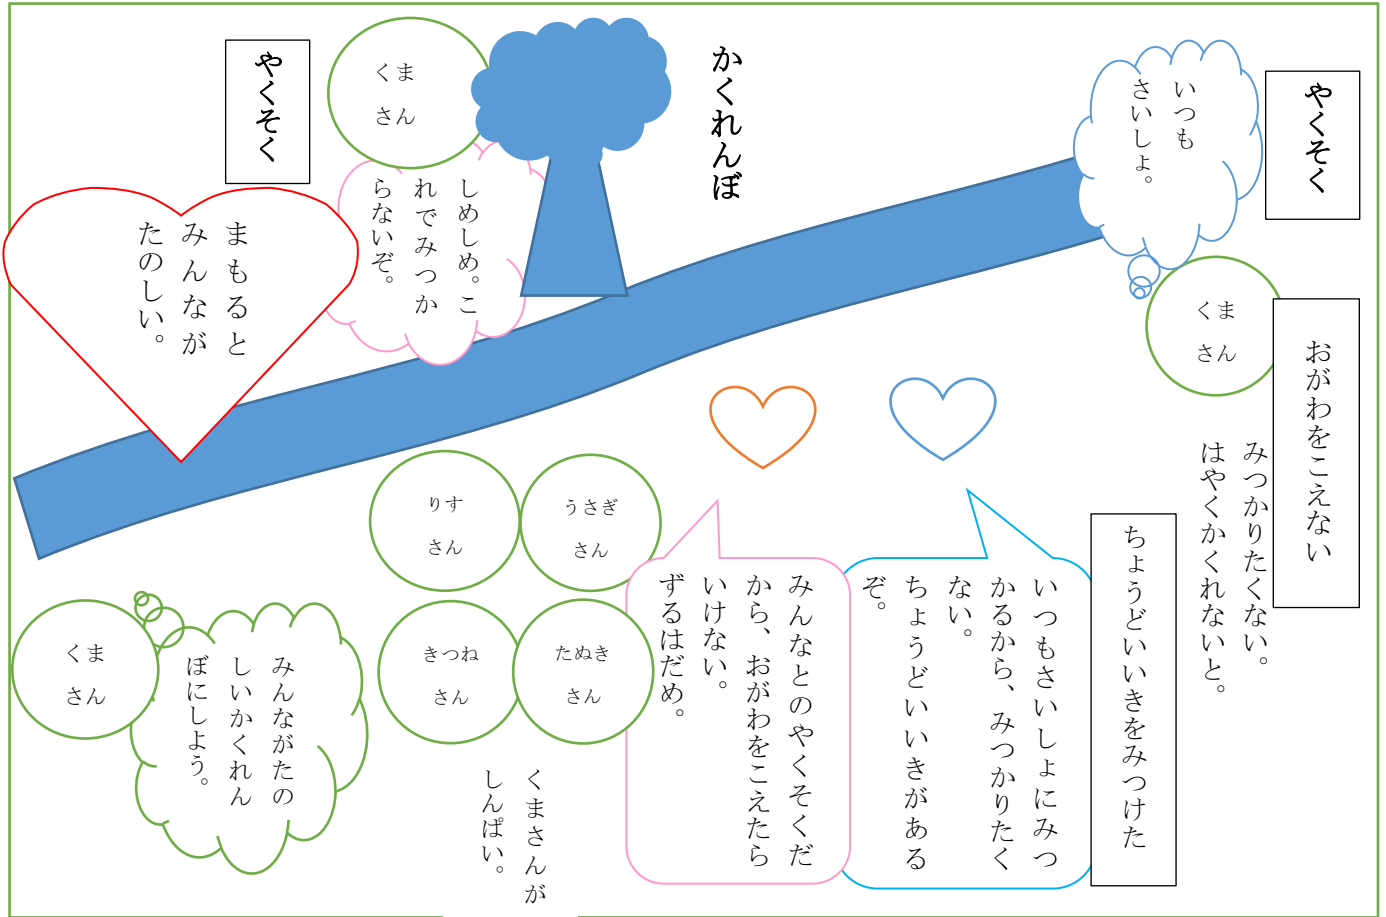 やくそく
いつも
さいしょ。
くま
さん
おがわをこえない
みつかりたくない。
はやくかくれないと。
ちょうどいいきをみつけた
かくれんぼ
いつもさいしょにみつ
かるから、みつかりたく
ない。
ちょうどいいきがある
ぞ。
みんなとのやくそくだ
から、おがわをこえたら
いけない。
ずるはだめ。
うさぎ
さん
りす
さん
たぬき
さん
きつね
さん
くまさんが
しんぱい。
くま
さん
しめしめ。こ
れでみつか
らないぞ。
やくそく
まもると
みんなが
たのしい。
みんながたの
しいかくれん
ぼにしよう。
くま
さん